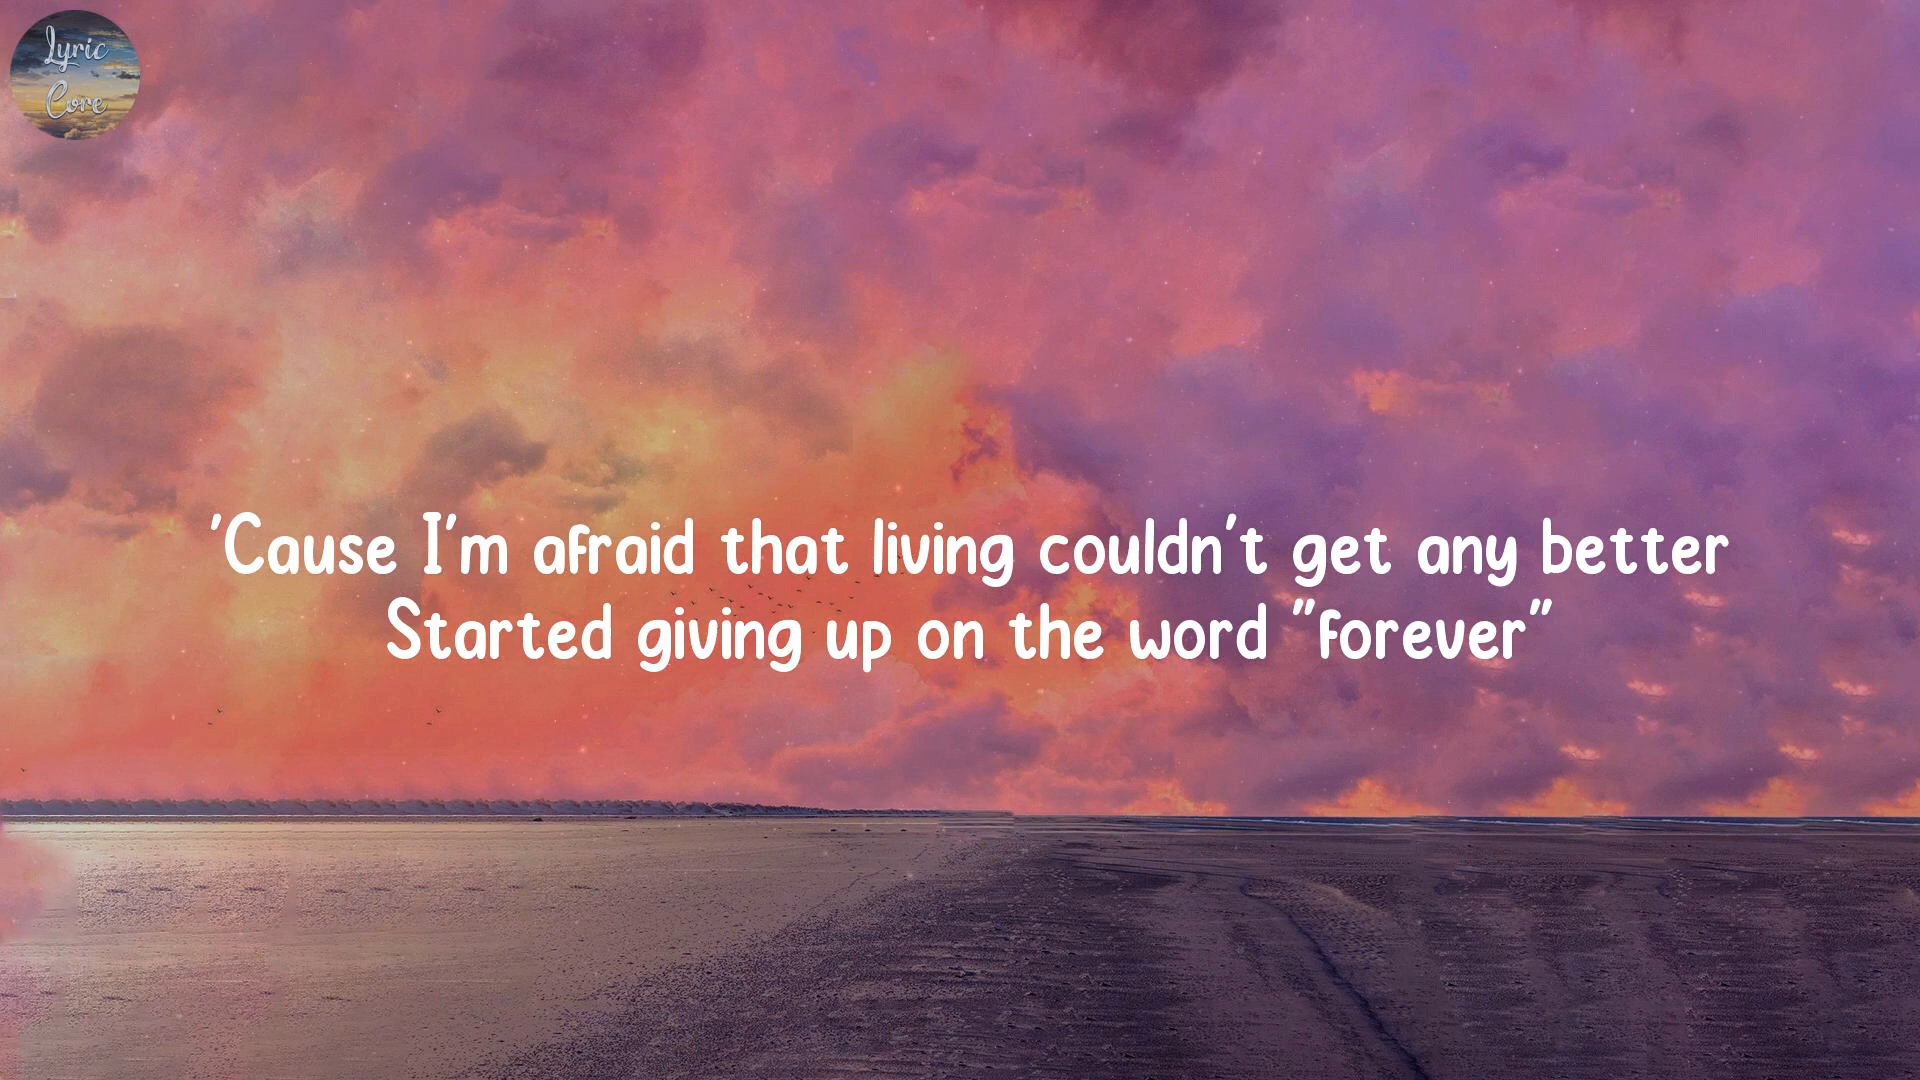 Lyric
Core
'Cause I'm afraid that living couldn't get any better
Started giving up on the word "forever"